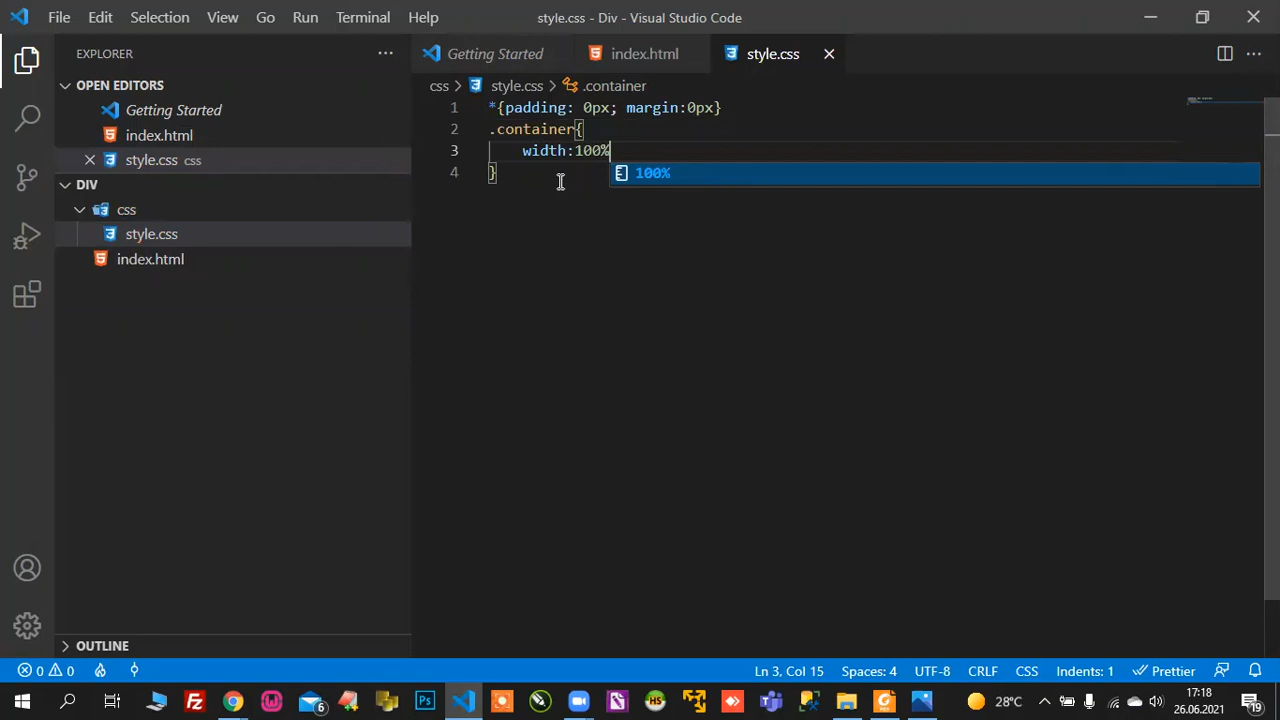 File Edit Selection View Go Run Terminal Help
style.css - Div - Visual Studio Code
EXPLORER
OPEN EDITORS
Getting Started
index.html
style.css css
DIV
css
style.css
index.html
OUTLINE
Getting Started
index.html
style.css
css > style.css > .container
1 *{padding: 0px; margin:0px}
2 .container{
3 width:100%
4 }
100%
0 0
Ln 3, Col 15 Spaces: 4 UTF-8 CRLF CSS Indents: 1 Prettier
6
28°C
17:18
26.06.2021
19